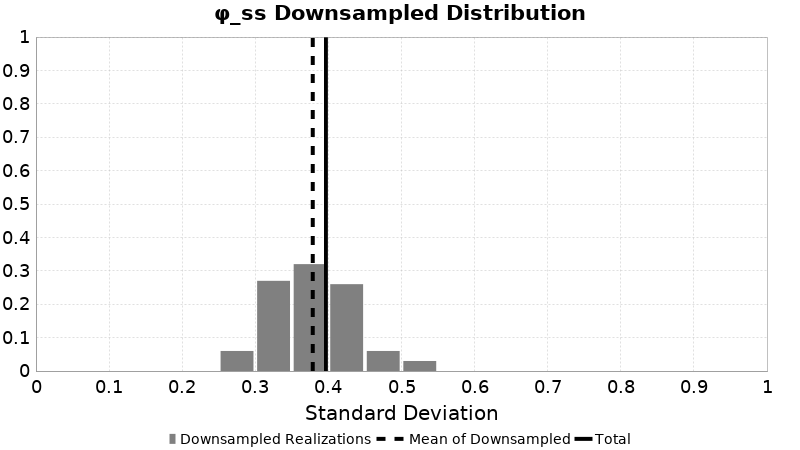 φ_ss Downsampled Distribution
1
0.9
0.8
0.7
0.6
0.5
0.4
0.3
0.2
0.1
0
0 0.1 0.2 0.3 0.4 0.5 0.6 0.7 0.8 0.9 1
Standard Deviation
Downsampled Realizations Mean of Downsampled Total